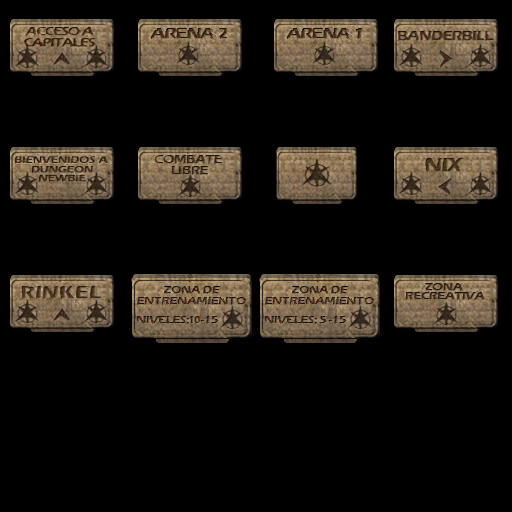 ACCESO A
CAPITALES
ARENA 2
ARENA 1
BANDERBILL
BIENVENIDOS A
DUNGEON
NEWBIE
COMBATE
LIBRE
NIX
RINKEL
ZONA DE
ENTRENAMIENTO
NIVELES:10-15
ZONA DE
ENTRENAMIENTO
NIVELES: 5-15
ZONA
RECREATIVA